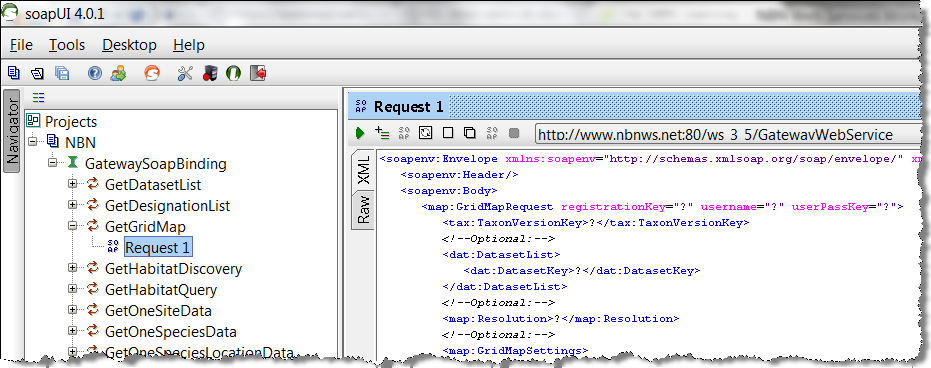 soapUI 4.0.1
File Tools Desktop Help
Navigator
Projects
NBN
GatewaySoapBinding
GetDatasetList
GetDesignationList
GetGridMap
Request 1
GetHabitatDiscovery
GetHabitatQuery
GetOneSiteData
GetOneSpeciesData
GetOneSpeciesLocationData
Request 1
http://www.nbnws.net:80/ws_3_5/GatewayWebService
XML
Raw
<soapenv:Envelope xmlns:soapenv="http://schemas.xmlsoap.org/soap/envelope/"
<soapenv:Header/>
<soapenv:Body>
<map:GridMapRequest registrationKey="?" username="?" userPassKey="?">
<tax:TaxonVersionKey>?</tax:TaxonVersionKey>
<!--Optional:-->
<dat:DatasetList>
<dat:DatasetKey>?</dat:DatasetKey>
</dat:DatasetList>
<!--Optional:-->
<map:Resolution>?</map:Resolution>
<!--Optional:-->
<map:GridMapSettings>